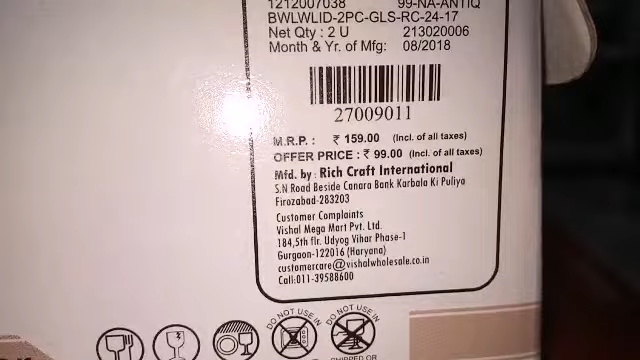 1212007038 99-NA-ANTIQ
BWLWLID-2PC-GLS-RC-24-17
Net Qty : 2 U 213020006
Month & Yr. of Mfg: 08/2018
27009011
M.R.P. : ₹ 159.00 (Incl. of all taxes)
OFFER PRICE : ₹ 99.00 (Incl. of all taxes)
Mfd. by : Rich Craft International
S.N Road Beside Canara Bank Karbala Ki Puliya
Firozabad-283203
Customer Complaints
Vishal Mega Mart Pvt. Ltd.
184,5th flr. Udyog Vihar Phase-1
Gurgaon-122016 (Haryana)
customercare@vishalwholesale.co.in
Call:011-39588600
DO NOT USE IN DO NOT USE IN
CHIPPED OR